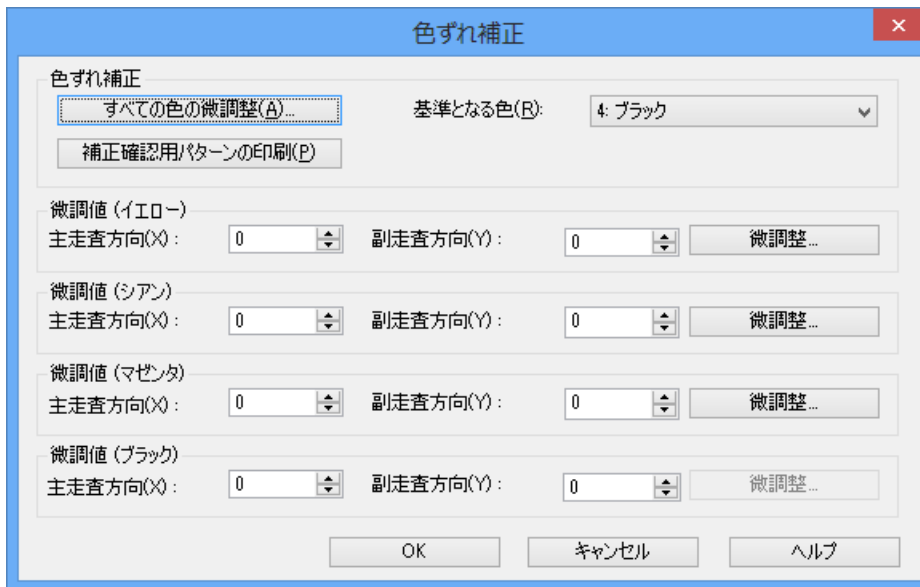 色ずれ補正
色ずれ補正
すべての色の微調整(A)... 基準となる色(R): 4: ブラック
補正確認用パターンの印刷(P)
微調値 (イエロー)
主走査方向(X) : 0 副走査方向(Y) : 0 微調整...
微調値 (シアン)
主走査方向(X) : 0 副走査方向(Y) : 0 微調整...
微調値 (マゼンタ)
主走査方向(X) : 0 副走査方向(Y) : 0 微調整...
微調値 (ブラック)
主走査方向(X) : 0 副走査方向(Y) : 0 微調整...
OK キャンセル ヘルプ